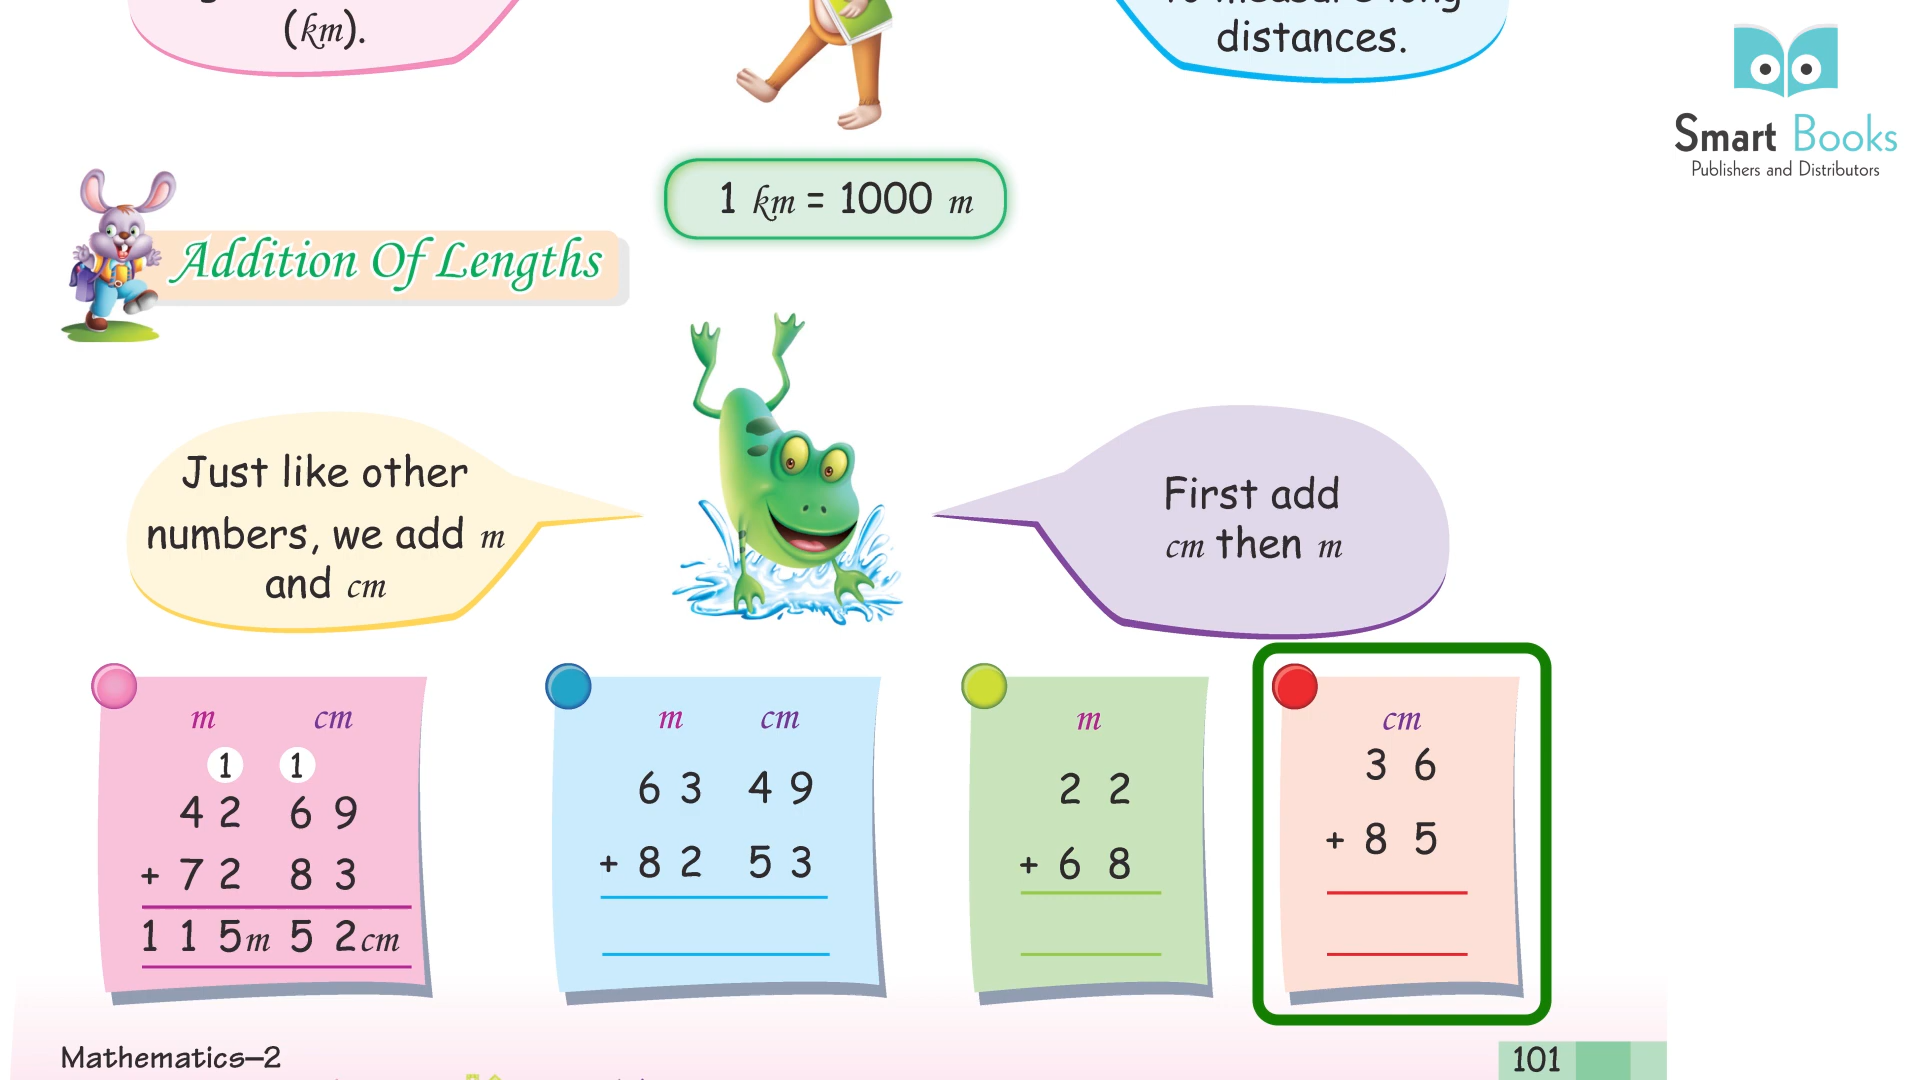 (km).
distances.
Smart Books
Publishers and Distributors
1 km = 1000 m
Addition Of Lengths
Just like other
numbers, we add m
and cm
First add
cm then m
m cm
1 1
4 2 6 9
+ 7 2 8 3
1 1 5m 5 2cm
m cm
6 3 4 9
+ 8 2 5 3
m
2 2
+ 6 8
cm
3 6
+ 8 5
Mathematics–2
101